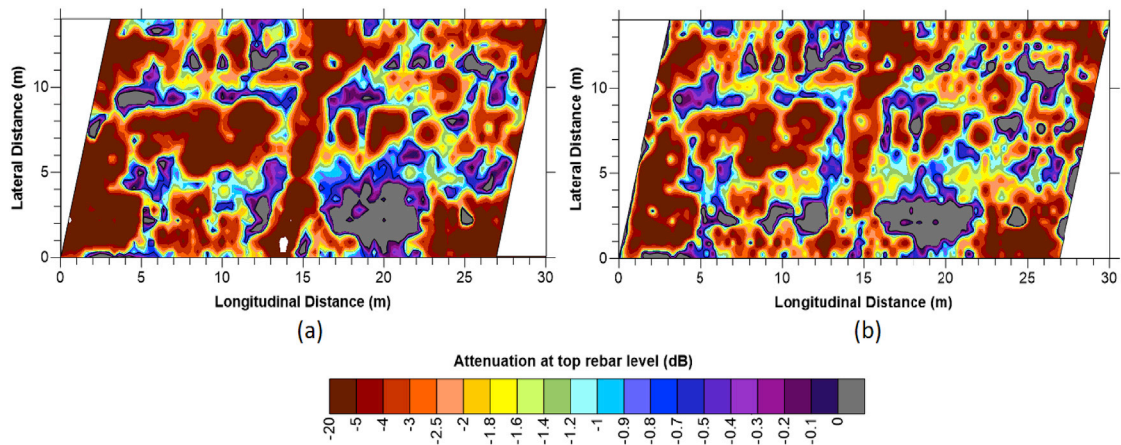 Lateral Distance (m)
10
5
0
0 5 10 15 20 25 30
Longitudinal Distance (m)
(a)
Lateral Distance (m)
10
5
0
0 5 10 15 20 25 30
Longitudinal Distance (m)
(b)
Attenuation at top rebar level (dB)
-20 -5 -4 -3 -2.5 -2 -1.8 -1.6 -1.4 -1.2 -1 -0.9 -0.8 -0.7 -0.6 -0.5 -0.4 -0.3 -0.2 -0.1 0